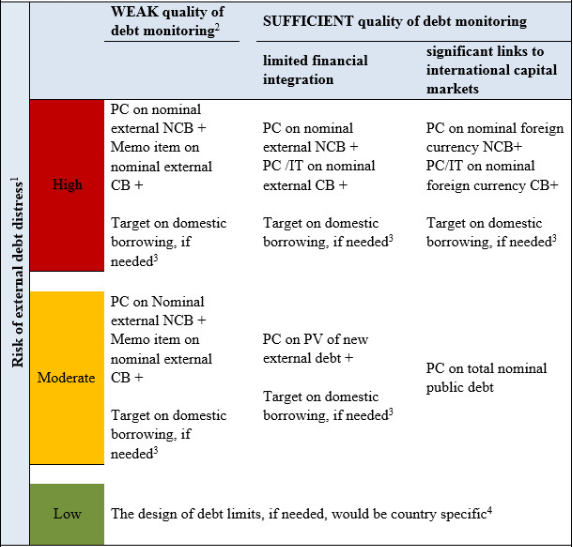 WEAK quality of
debt monitoring2
SUFFICIENT quality of debt monitoring
limited financial
integration
significant links to
international capital
markets
Risk of external debt distress1
High
PC on nominal
external NCB +
Memo item on
nominal external
CB +
Target on domestic
borrowing, if
needed3
PC on nominal
external NCB +
PC /IT on nominal
external CB +
Target on domestic
borrowing, if needed3
PC on nominal foreign
currency NCB+
PC/IT on nominal
foreign currency CB+
Target on domestic
borrowing, if needed3
Moderate
PC on Nominal
external NCB +
Memo item on
nominal external
CB +
Target on domestic
borrowing, if
needed3
PC on PV of new
external debt +
Target on domestic
borrowing, if needed3
PC on total nominal
public debt
Low
The design of debt limits, if needed, would be country specific4